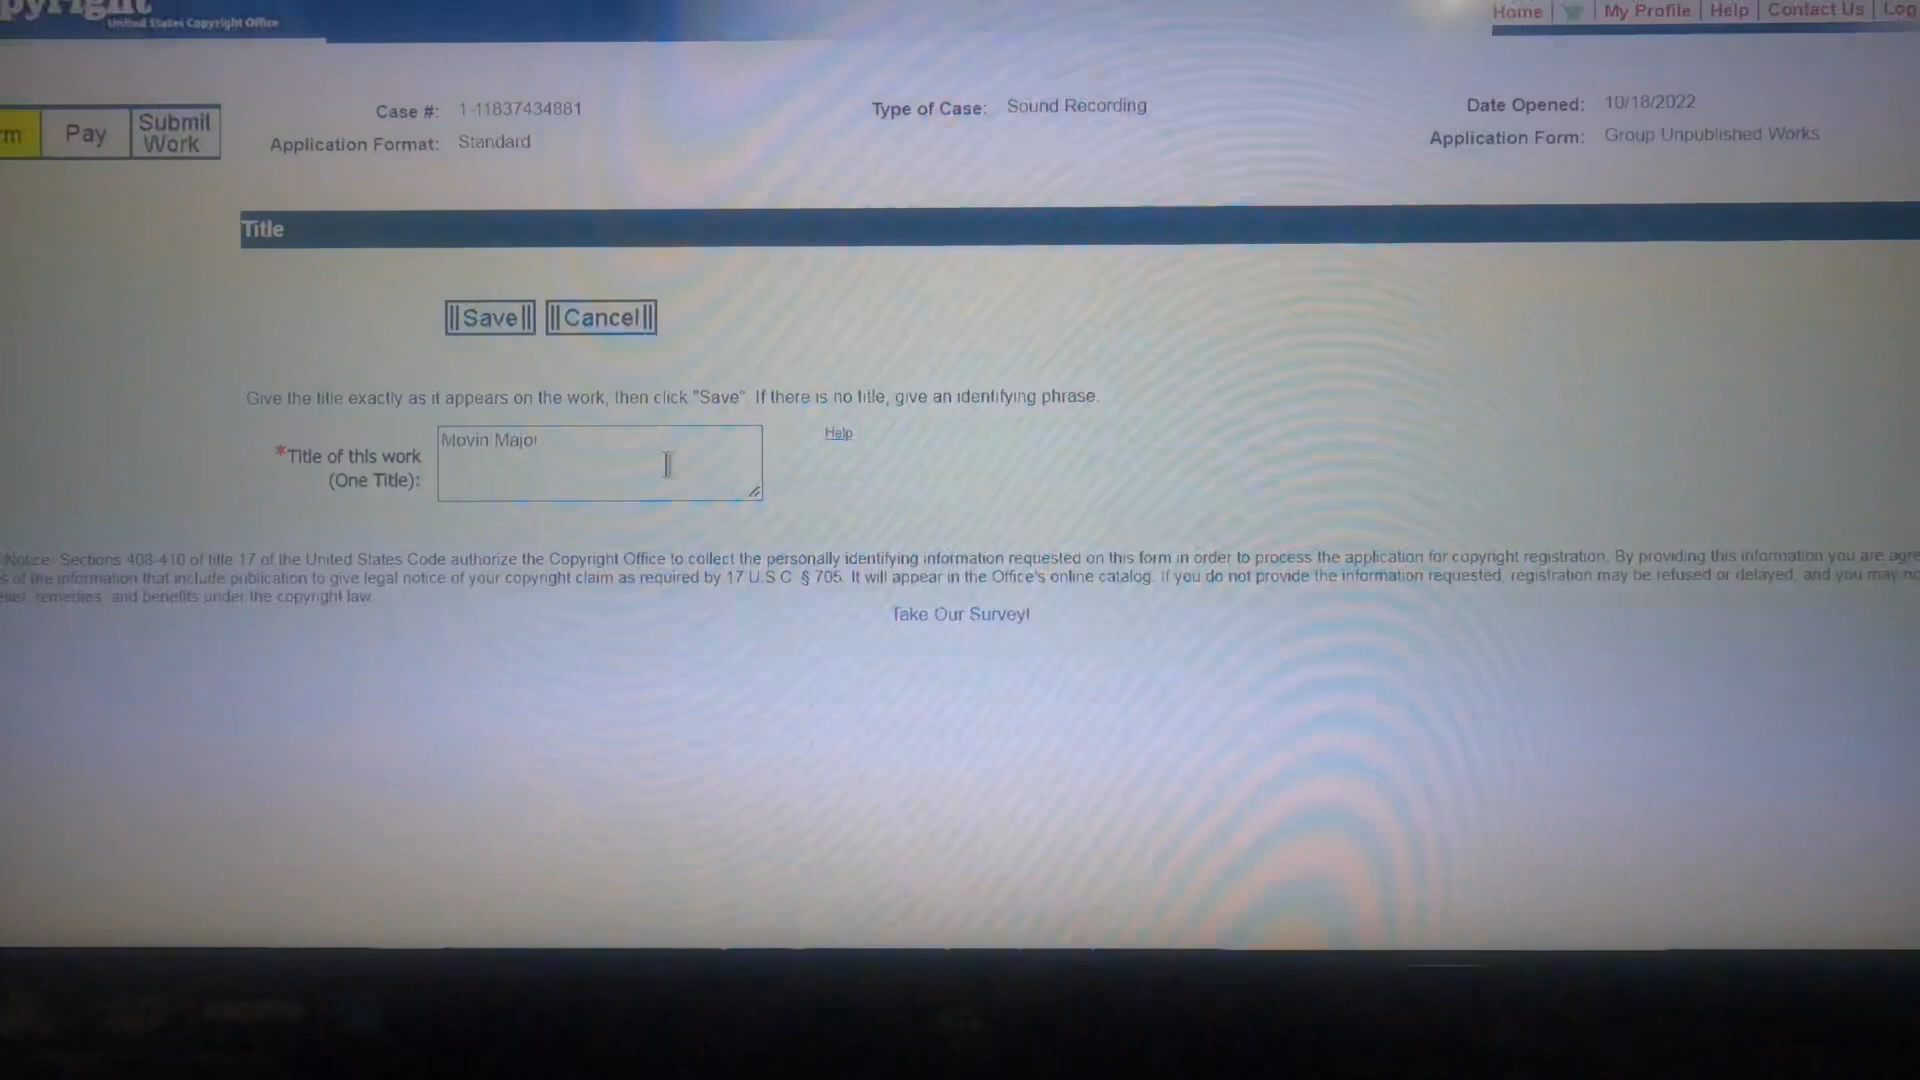 United States Copyright Office
Home | My Profile | Help | Contact Us | Log
Case #: 1-11837434881 Type of Case: Sound Recording Date Opened: 10/18/2022
Pay Submit Work
Application Format: Standard Application Form: Group Unpublished Works
Title
Save Cancel
Give the title exactly as it appears on the work, then click "Save". If there is no title, give an identifying phrase.
*Title of this work (One Title): Movin Major Help
Notice: Sections 408-410 of title 17 of the United States Code authorize the Copyright Office to collect the personally identifying information requested on this form in order to process the application for copyright registration. By providing this information you are
of the information that include publication to give legal notice of your copyright claim as required by 17 U.S.C. § 705. It will appear in the Office's online catalog. If you do not provide the information requested, registration may be refused or delayed, and you may
remedies, and benefits under the copyright law.
Take Our Survey!